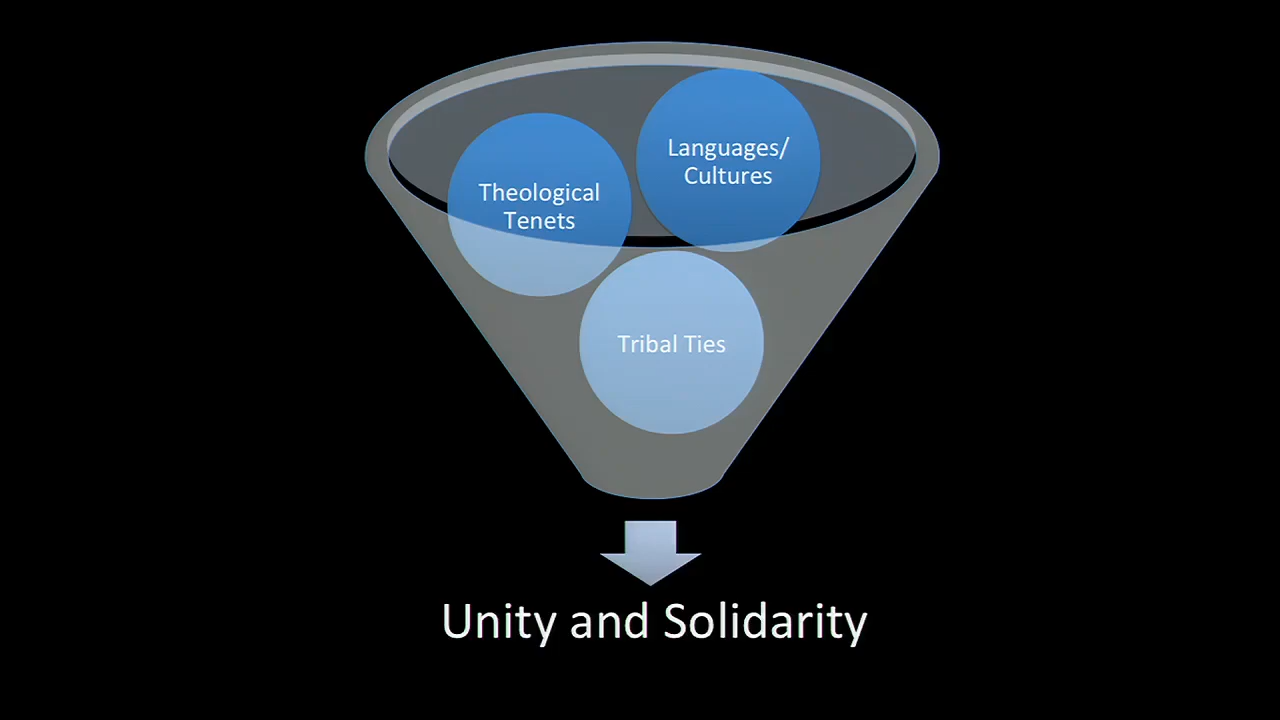 Languages/
Cultures
Theological
Tenets
Tribal Ties
Unity and Solidarity